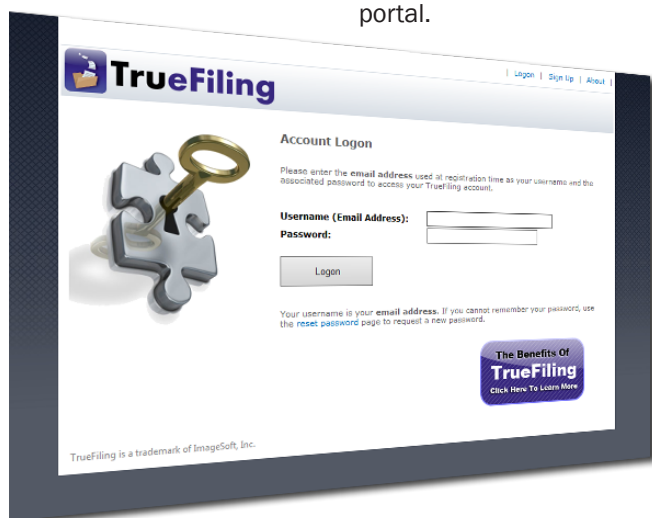 portal.
TrueFiling
| Logon | Sign Up | About |
Account Logon
Please enter the email address used at registration time as your username and the
associated password to access your TrueFiling account.
Username (Email Address):
Password:
Logon
Your username is your email address. If you cannot remember your password, use
the reset password page to request a new password.
The Benefits Of
TrueFiling
Click Here To Learn More
TrueFiling is a trademark of ImageSoft, Inc.